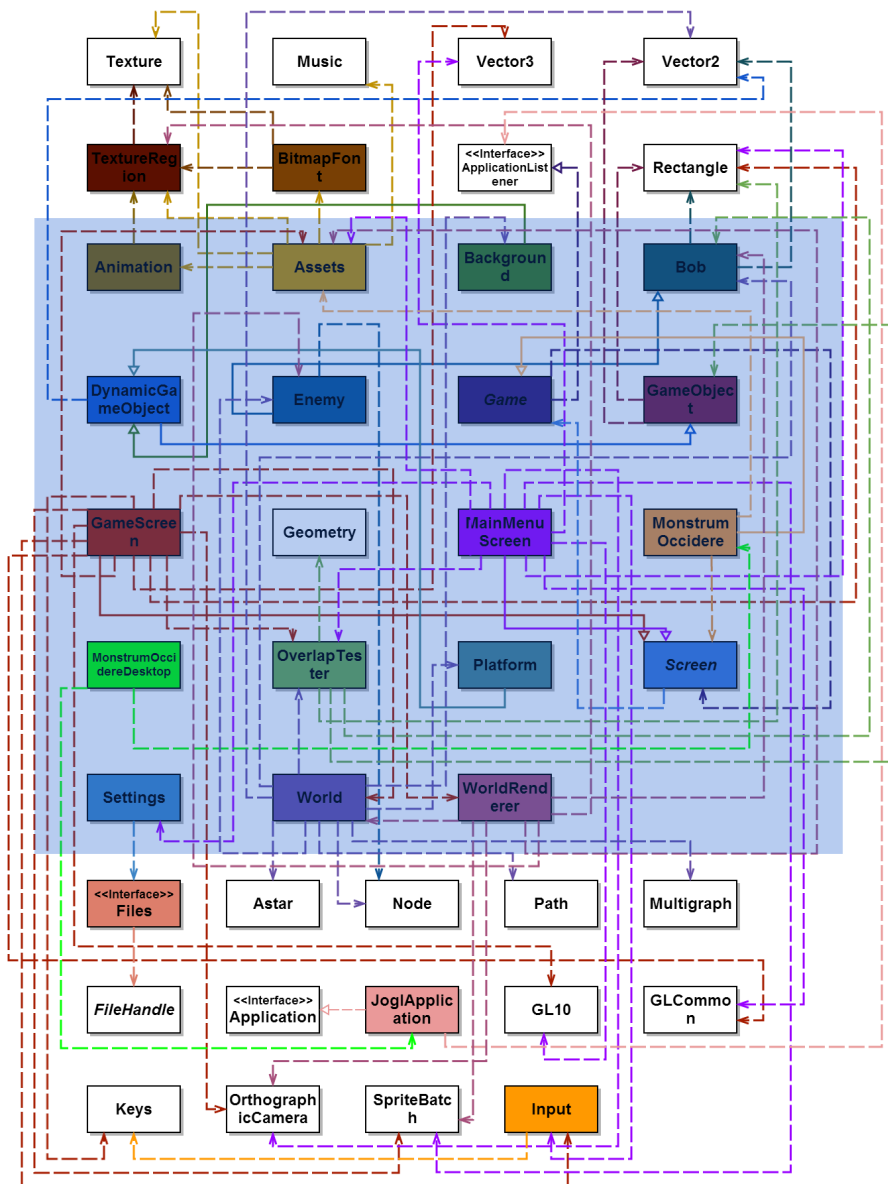 Texture
Music
Vector3
Vector2
TextureRe
gion
BitmapFon
t
<<Interface>>
ApplicationList
ener
Rectangle
Animation
Assets
Backgroun
d
Bob
DynamicGa
meObject
Enemy
Game
GameObjec
t
GameScree
n
Geometry
MainMenu
Screen
Monstrum
Occidere
MonstrumOcci
dereDesktop
OverlapTes
ter
Platform
Screen
Settings
World
WorldRend
erer
<<Interface>>
Files
Astar
Node
Path
Multigraph
FileHandle
<<Interface>>
Application
JoglApplic
ation
GL10
GLCommo
n
Keys
Orthograph
icCamera
SpriteBatc
h
Input